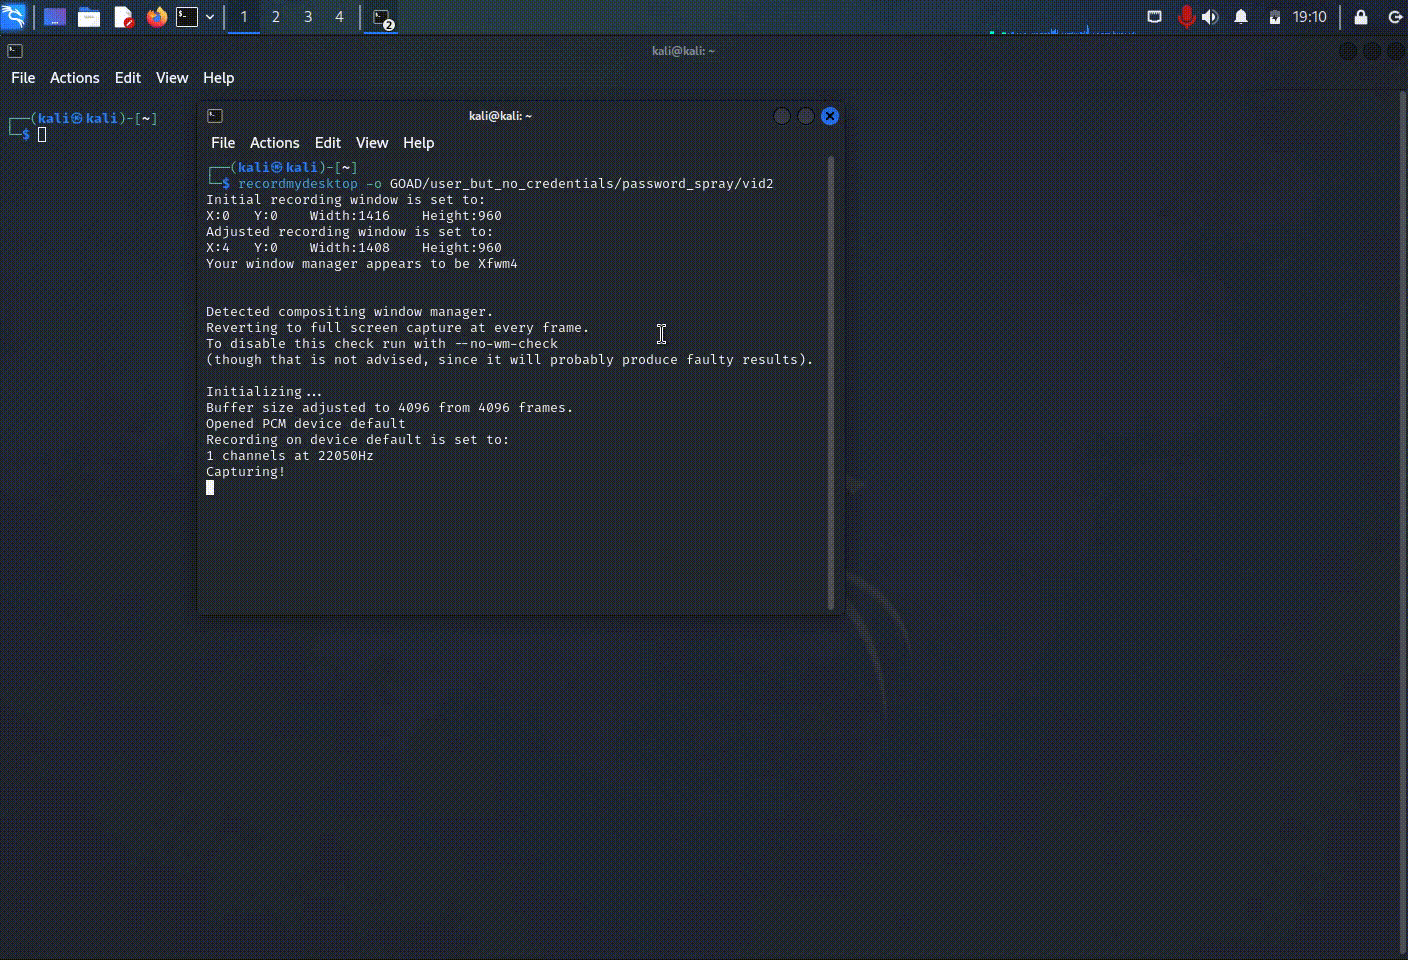 1 2 3 4 2 19:10
kali@kali: ~
File Actions Edit View Help
┌──(kali㉿kali)-[~]
└─$
kali@kali: ~
File Actions Edit View Help
┌──(kali㉿kali)-[~]
└─$ recordmydesktop -o GOAD/user_but_no_credentials/password_spray/vid2
Initial recording window is set to:
X:0   Y:0    Width:1416    Height:960
Adjusted recording window is set to:
X:4   Y:0    Width:1408    Height:960
Your window manager appears to be Xfwm4
Detected compositing window manager.
Reverting to full screen capture at every frame.
To disable this check run with --no-wm-check
(though that is not advised, since it will probably produce faulty results).
Initializing...
Buffer size adjusted to 4096 from 4096 frames.
Opened PCM device default
Recording on device default is set to:
1 channels at 22050Hz
Capturing!